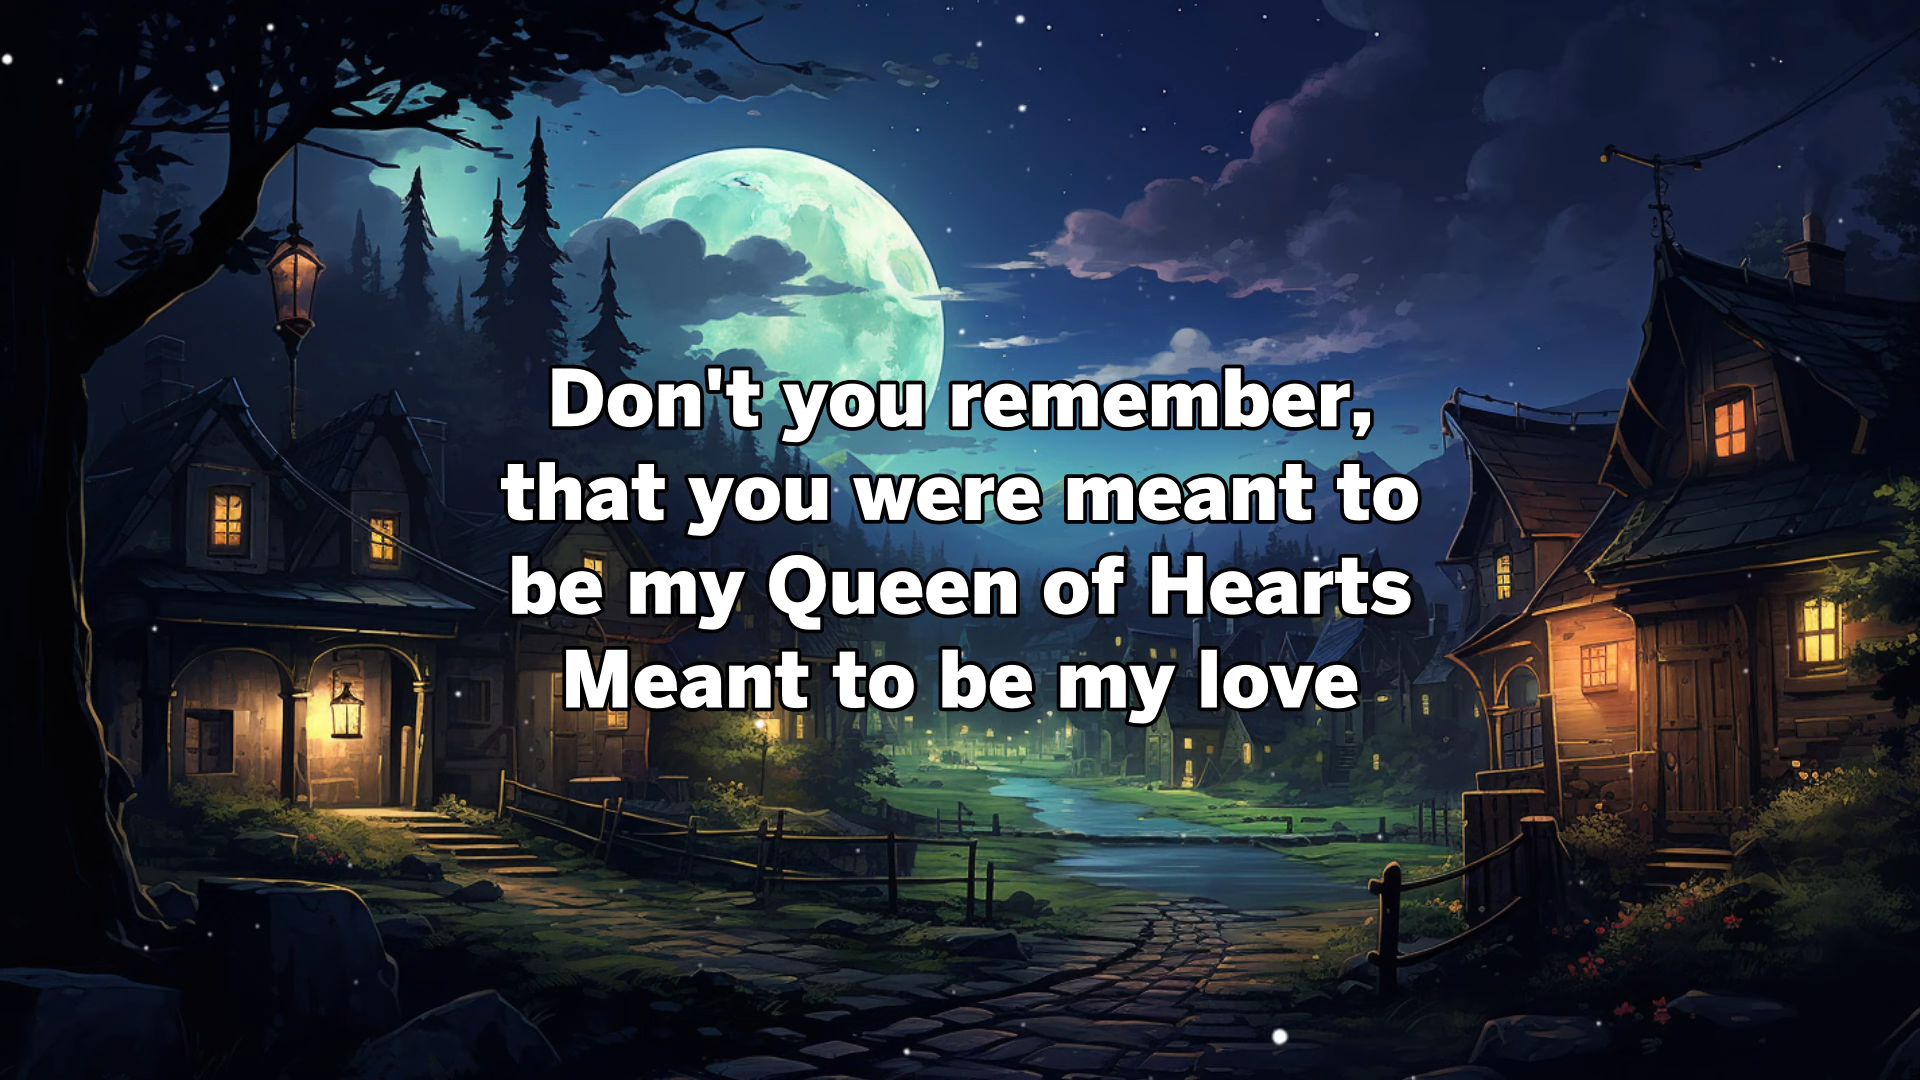 Don't you remember,
that you were meant to
be my Queen of Hearts
Meant to be my love